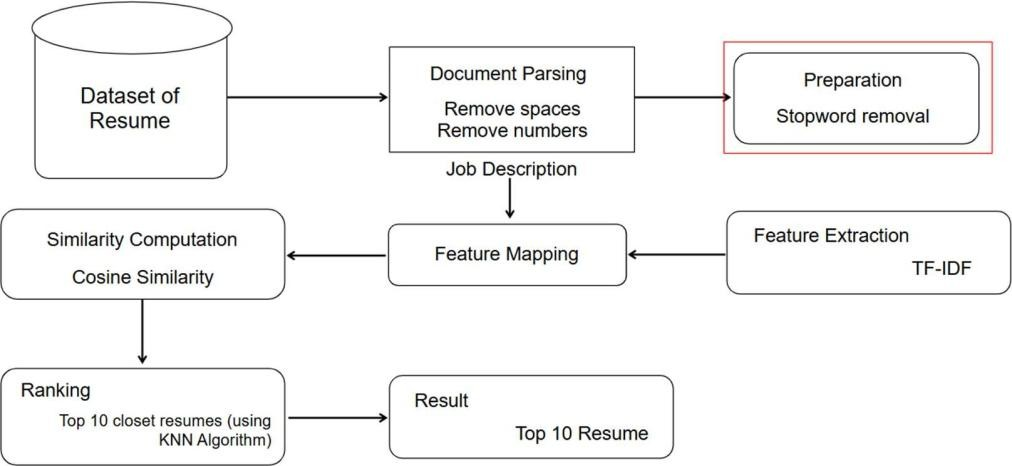 Dataset of
Resume
Document Parsing
Remove spaces
Remove numbers
Preparation
Stopword removal
Job Description
Similarity Computation
Cosine Similarity
Feature Mapping
Feature Extraction
TF-IDF
Ranking
Top 10 closet resumes (using
KNN Algorithm)
Result
Top 10 Resume